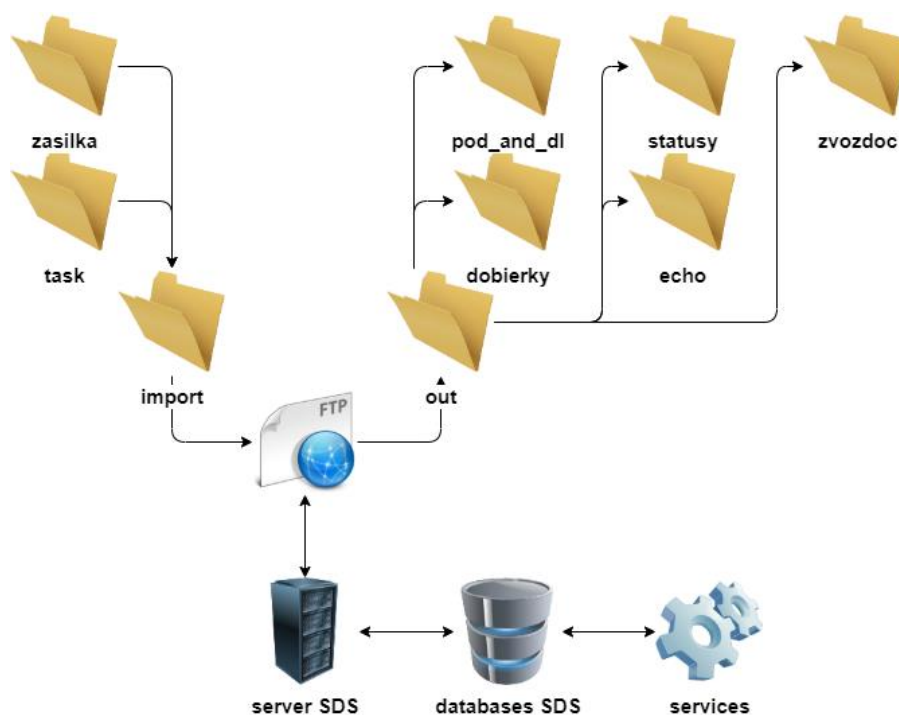 zasilka
pod_and_dl
statusy
zvozdoc
task
dobierky
echo
import
out
FTP
server SDS
databases SDS
services